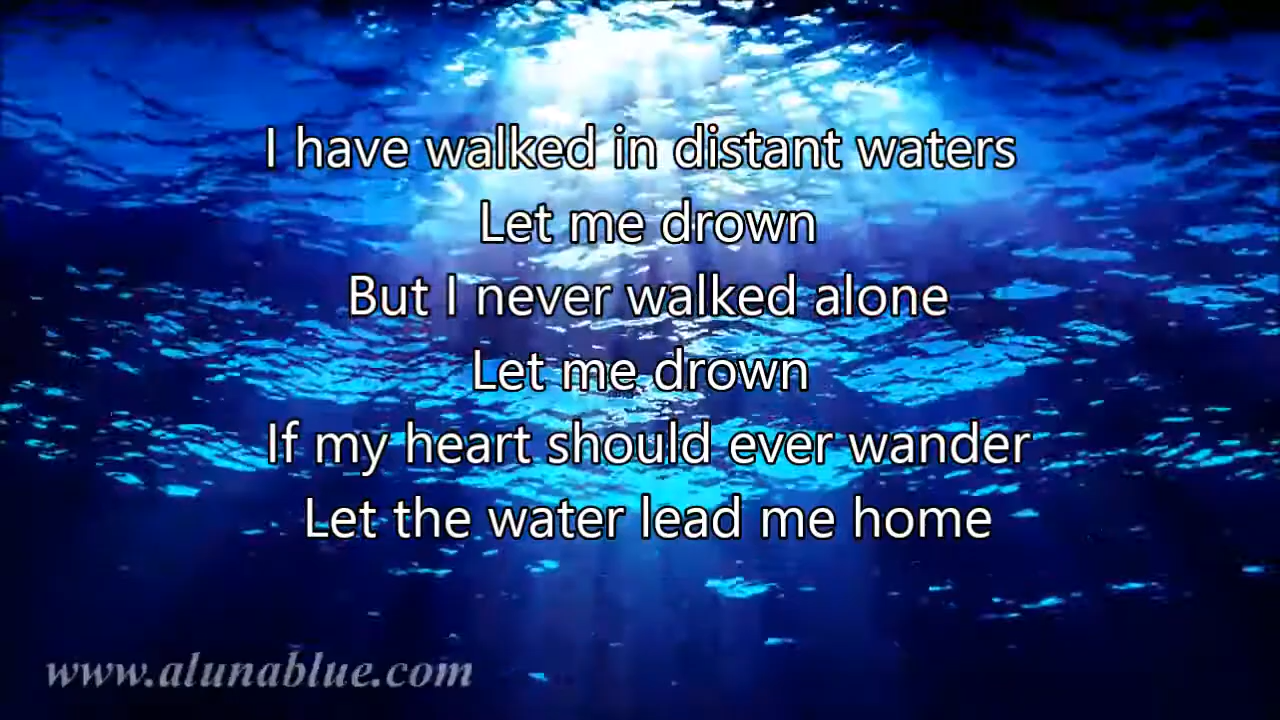 I have walked in distant waters
Let me drown
But I never walked alone
Let me drown
If my heart should ever wander
Let the water lead me home
www.alunablue.com